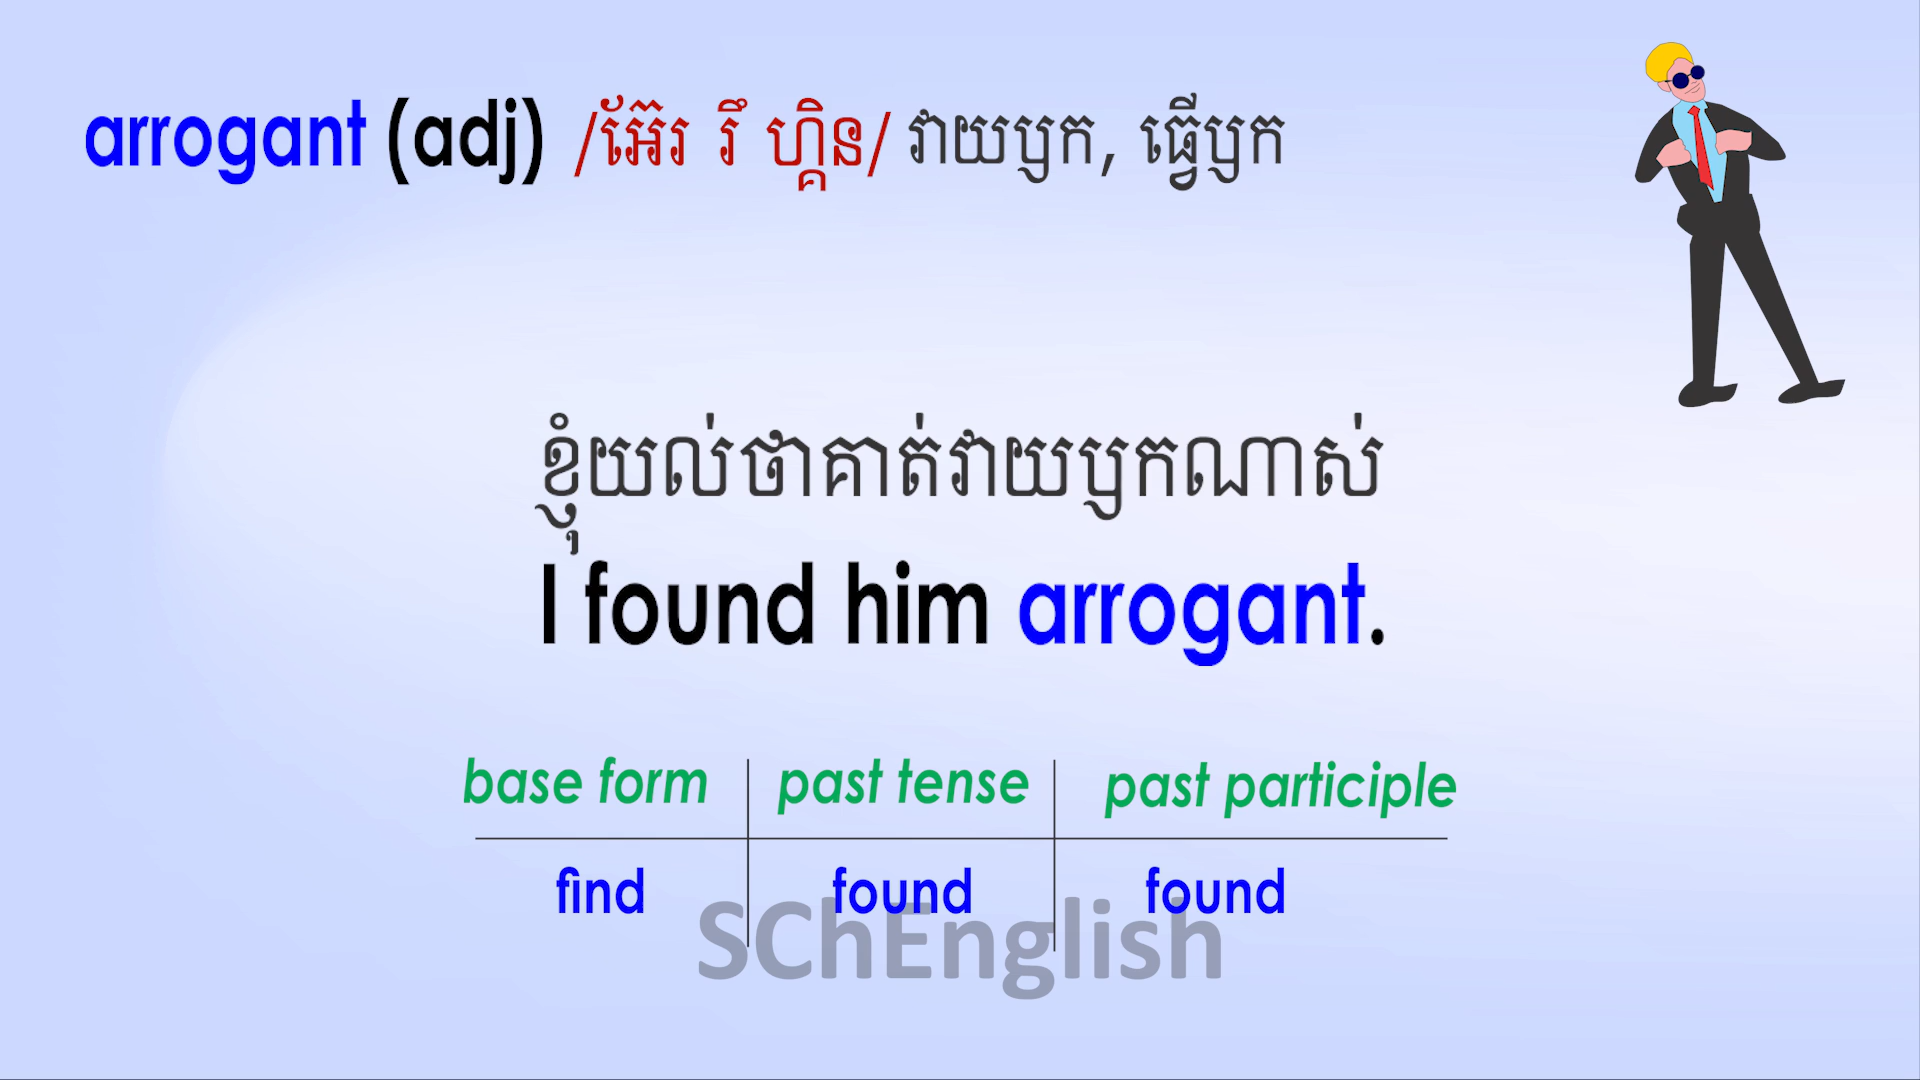 arrogant (adj) /អ៊ែរ រឹ ហ្គិន/ វាយឫក, ធ្វើឫក
ខ្ញុំយល់ថាគាត់វាយឫកណាស់
I found him arrogant.
base form past tense past participle
find found found
SChEnglish